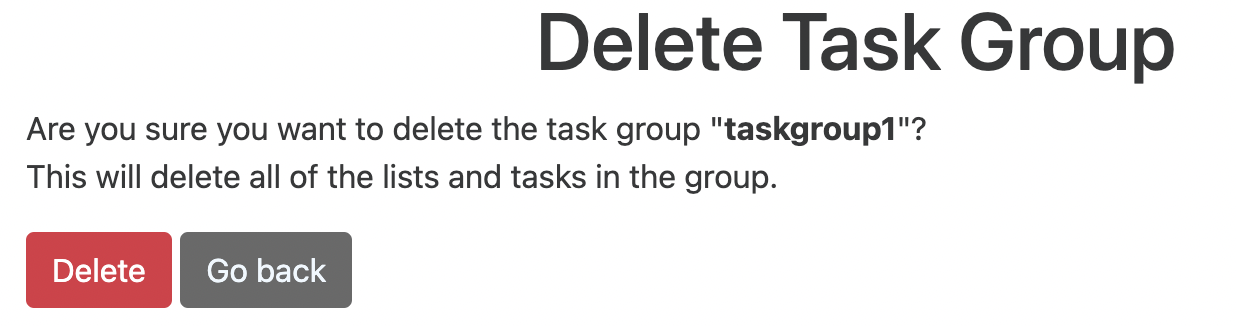 Delete Task Group
Are you sure you want to delete the task group "taskgroup1"?
This will delete all of the lists and tasks in the group.
Delete Go back